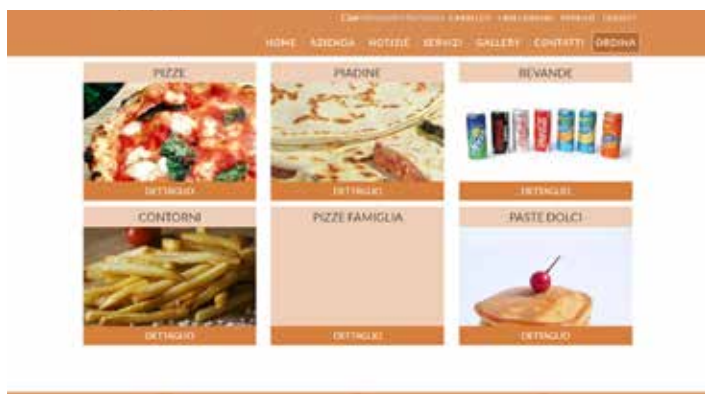 HOME AZIENDA NOTIZIE SERVIZI GALLERY CONTATTI ORDINA
PIZZE PIADINE BEVANDE
DETTAGLIO DETTAGLIO DETTAGLIO
CONTORNI PIZZE FAMIGLIA PASTE DOLCI
DETTAGLIO DETTAGLIO DETTAGLIO